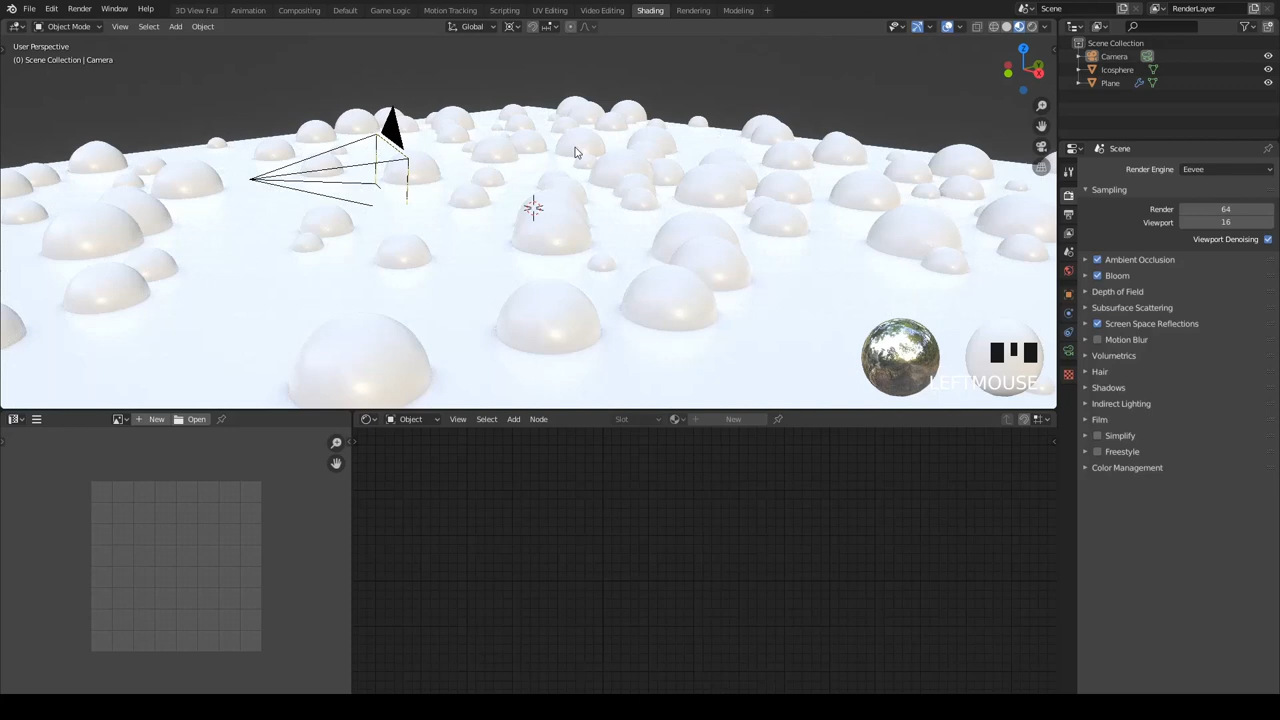 File Edit Render Window Help 3D View Full Animation Compositing Default Game Logic Motion Tracking Scripting UV Editing Video Editing Shading Rendering Modeling + Scene RenderLayer
Object Mode View Select Add Object Global
User Perspective
(0) Scene Collection | Camera
Scene Collection
Camera
Icosphere
Plane
Z
Y
X
Scene
Render Engine Eevee
Sampling
Render 64
Viewport 16
Viewport Denoising
Ambient Occlusion
Bloom
Depth of Field
Subsurface Scattering
Screen Space Reflections
Motion Blur
Volumetrics
Hair
Shadows
Indirect Lighting
Film
Simplify
Freestyle
Color Management
LEFTMOUSE
New Open
Object View Select Add Node Slot New